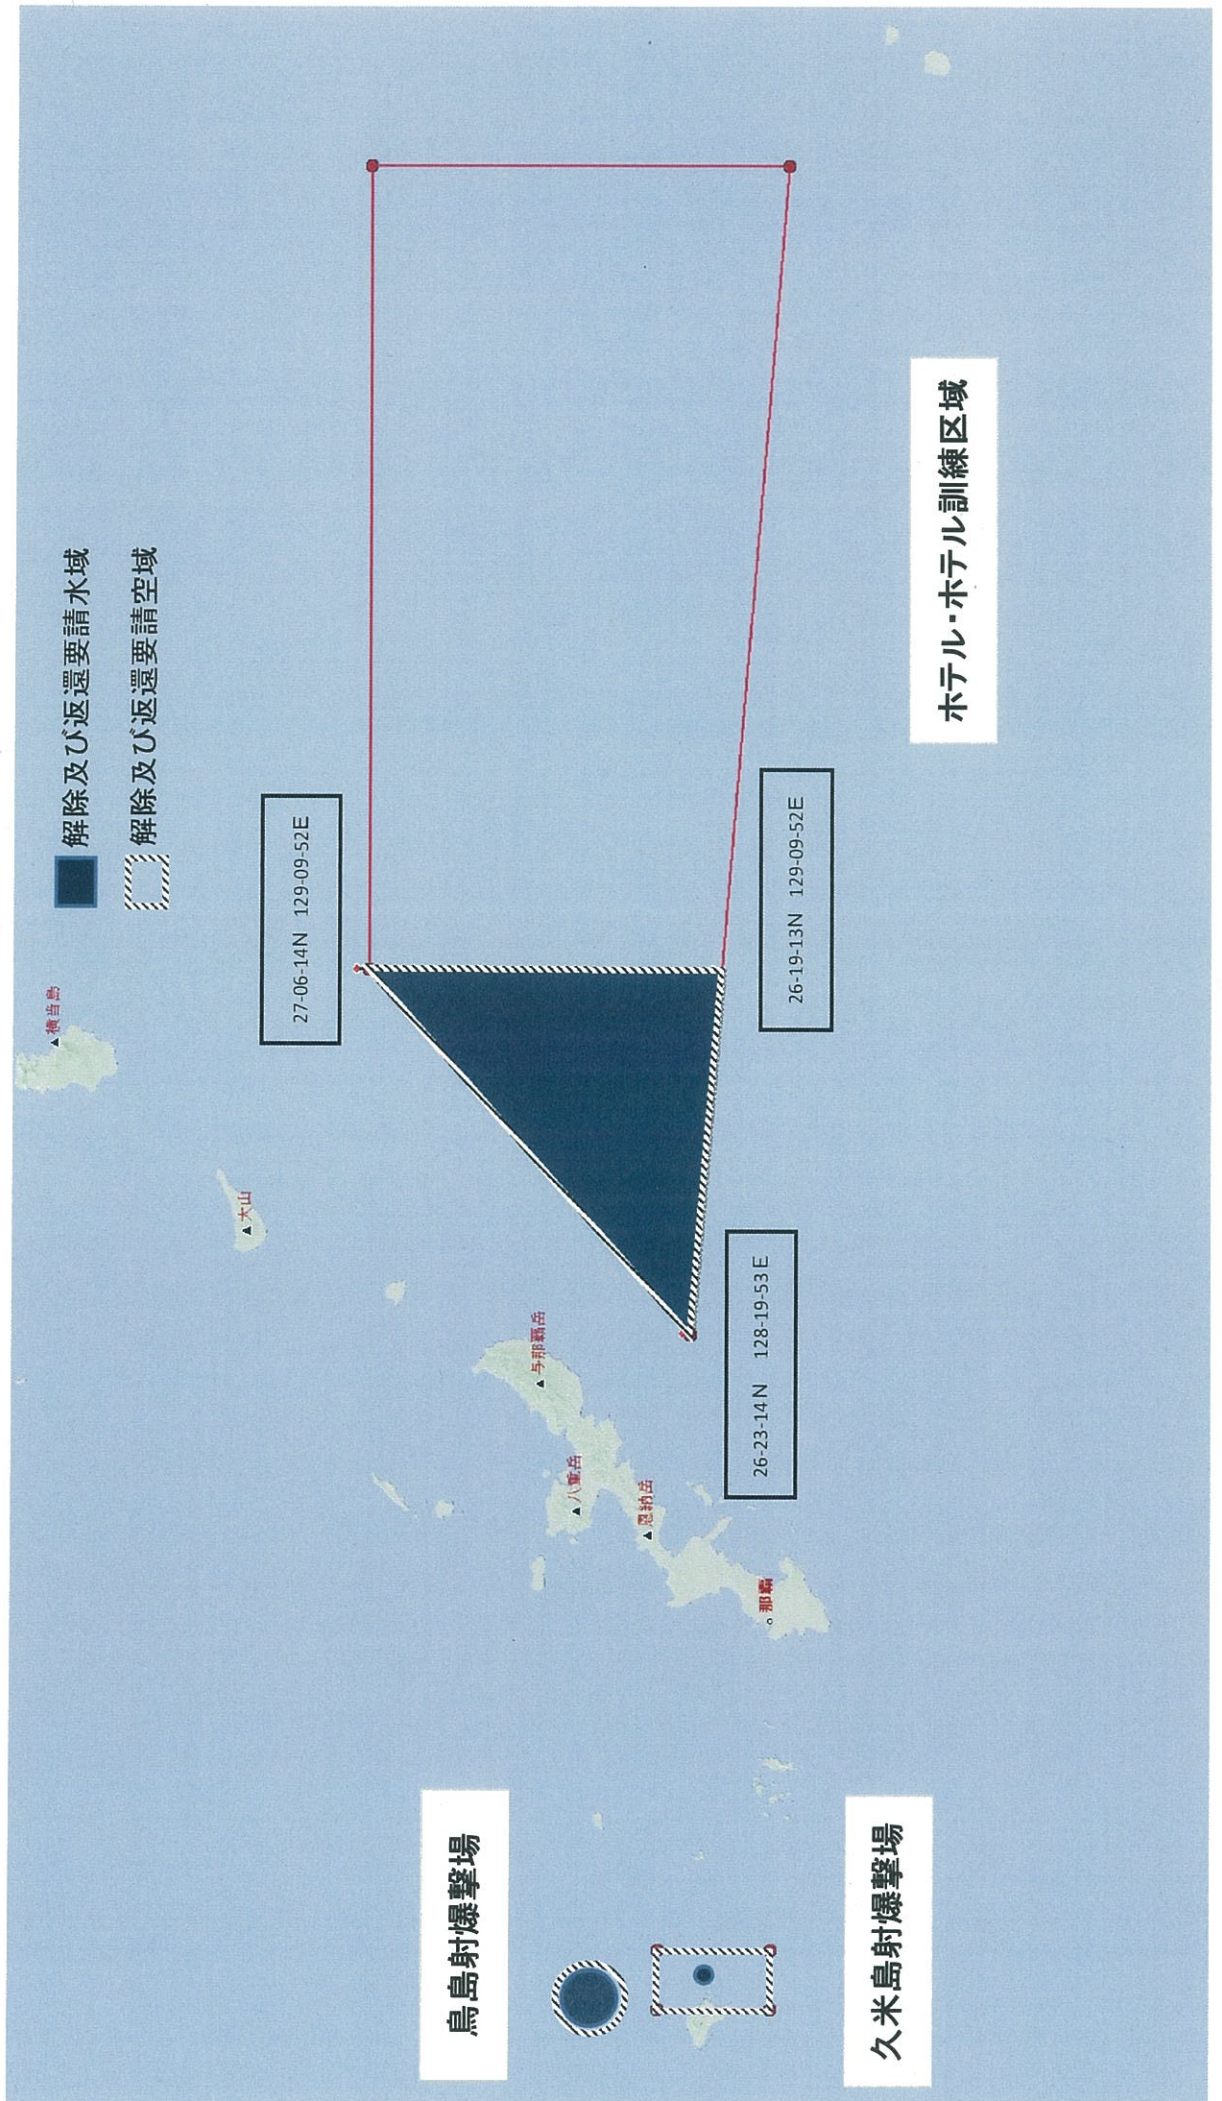 解除及び返還要請水域
解除及び返還要請空域
横当島
大山
27-06-14N 129-09-52E
与那覇岳
八重岳
恩納岳
那覇
26-19-13N 129-09-52E
26-23-14N 128-19-53E
ホテル・ホテル訓練区域
鳥島射爆撃場
久米島射爆撃場